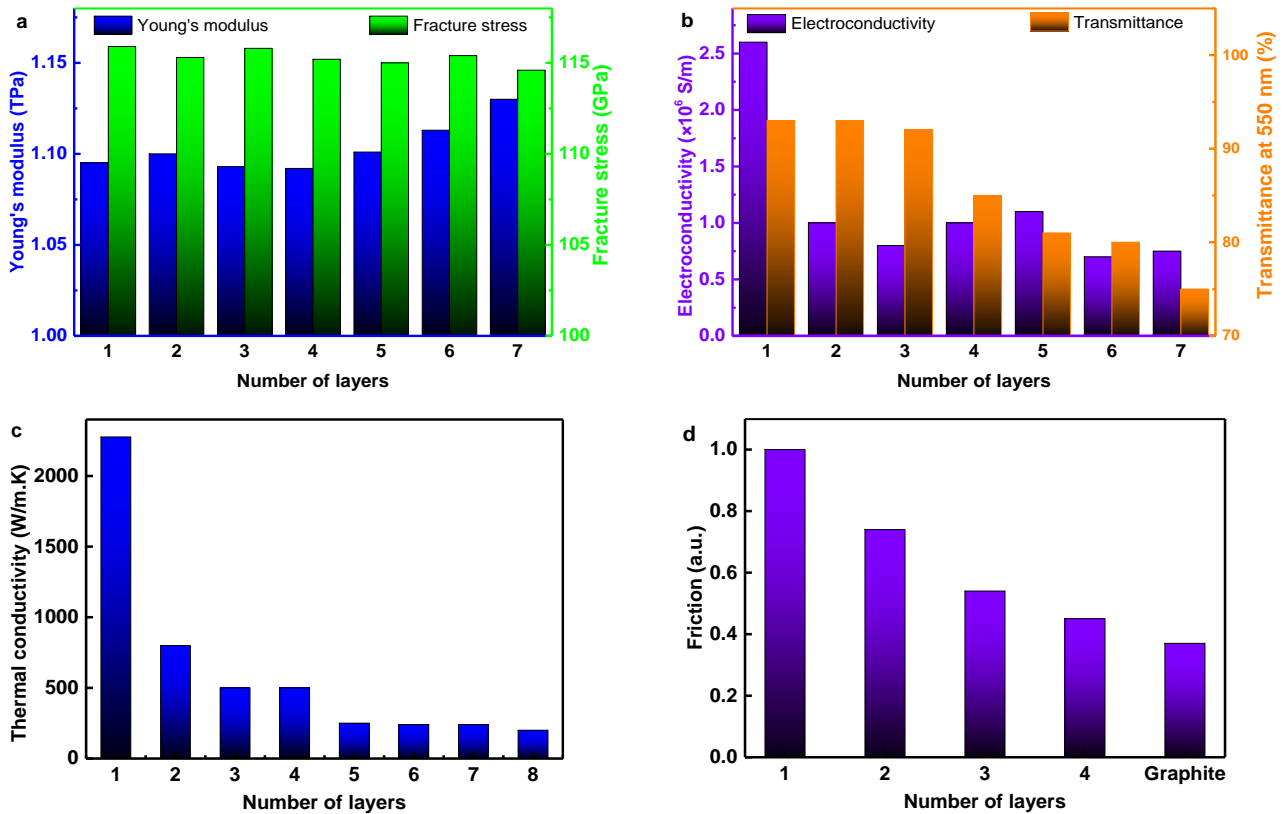 a
Young's modulus
Fracture stress
Young's modulus (TPa)
1.15
1.10
1.05
1.00
115
110
105
100
Fracture stress (GPa)
1 2 3 4 5 6 7
Number of layers
b
Electroconductivity
Transmittance
Electroconductivity (×10⁶ S/m)
2.5
2.0
1.5
1.0
0.5
0.0
100
90
80
70
Transmittance at 550 nm (%)
1 2 3 4 5 6 7
Number of layers
c
Thermal conductivity (W/m.K)
2000
1500
1000
500
0
1 2 3 4 5 6 7 8
Number of layers
d
Friction (a.u.)
1.0
0.8
0.6
0.4
0.2
0.0
1 2 3 4 Graphite
Number of layers